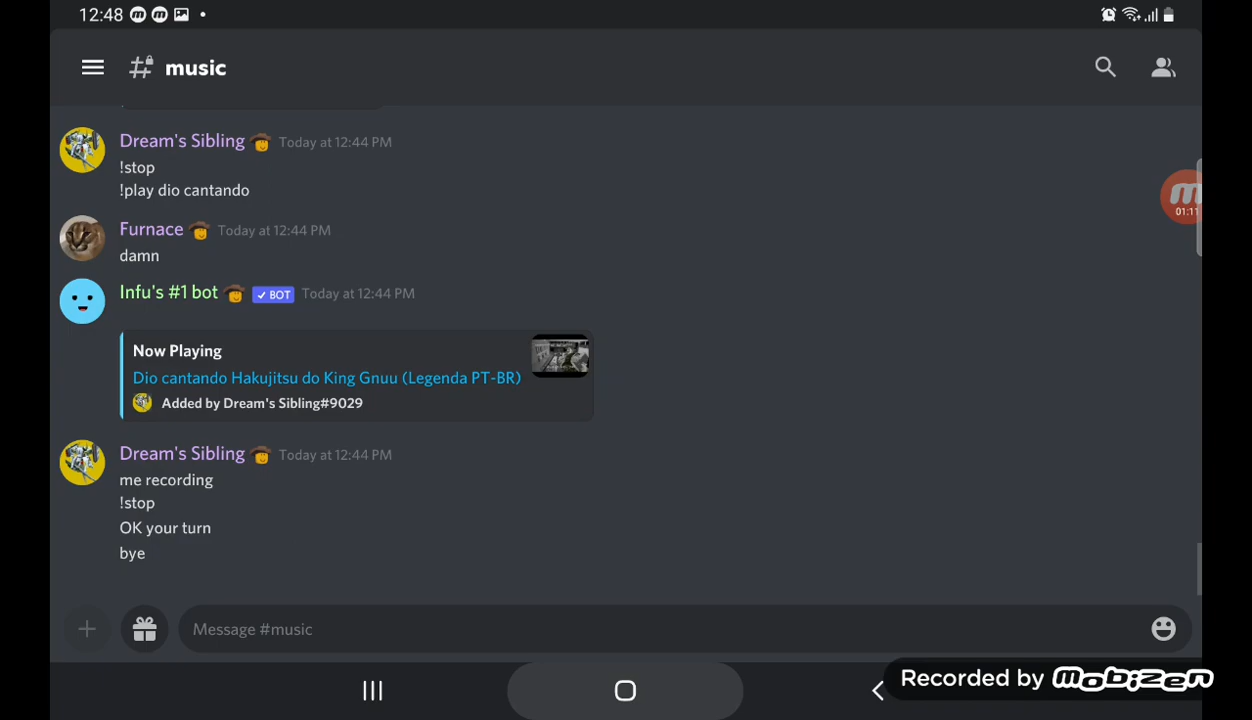 12:48
# music
Dream's Sibling Today at 12:44 PM
!stop
!play dio cantando
Furnace Today at 12:44 PM
damn
Infu's #1 bot ✓ BOT Today at 12:44 PM
Now Playing
Dio cantando Hakujitsu do King Gnuu (Legenda PT-BR)
Added by Dream's Sibling#9029
Dream's Sibling Today at 12:44 PM
me recording
!stop
OK your turn
bye
01:11
Message #music
Recorded by mobizen